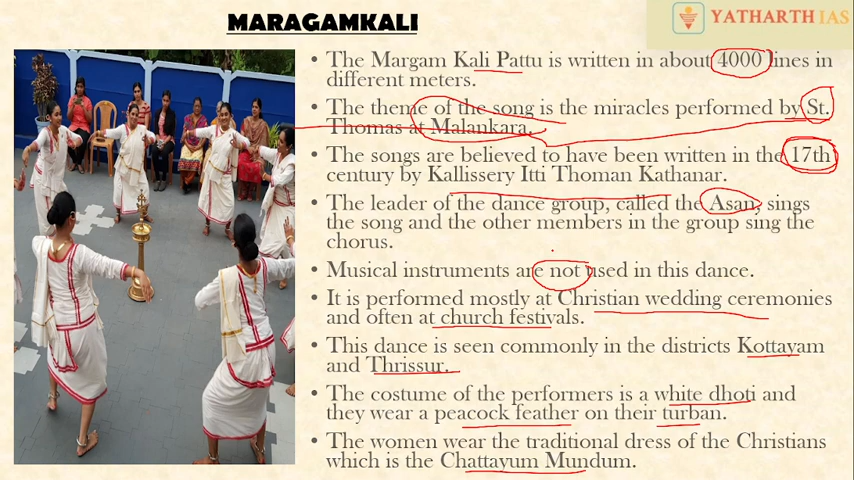 MARAGAMKALI
YATHARTH IAS
• The Margam Kali Pattu is written in about 4000 lines in
different meters.
• The theme of the song is the miracles performed by St.
Thomas at Malankara.
• The songs are believed to have been written in the 17th
century by Kallissery Itti Thoman Kathanar.
• The leader of the dance group, called the Asan, sings
the song and the other members in the group sing the
chorus.
• Musical instruments are not used in this dance.
• It is performed mostly at Christian wedding ceremonies
and often at church festivals.
• This dance is seen commonly in the districts Kottayam
and Thrissur.
• The costume of the performers is a white dhoti and
they wear a peacock feather on their turban.
• The women wear the traditional dress of the Christians
which is the Chattayum Mundum.